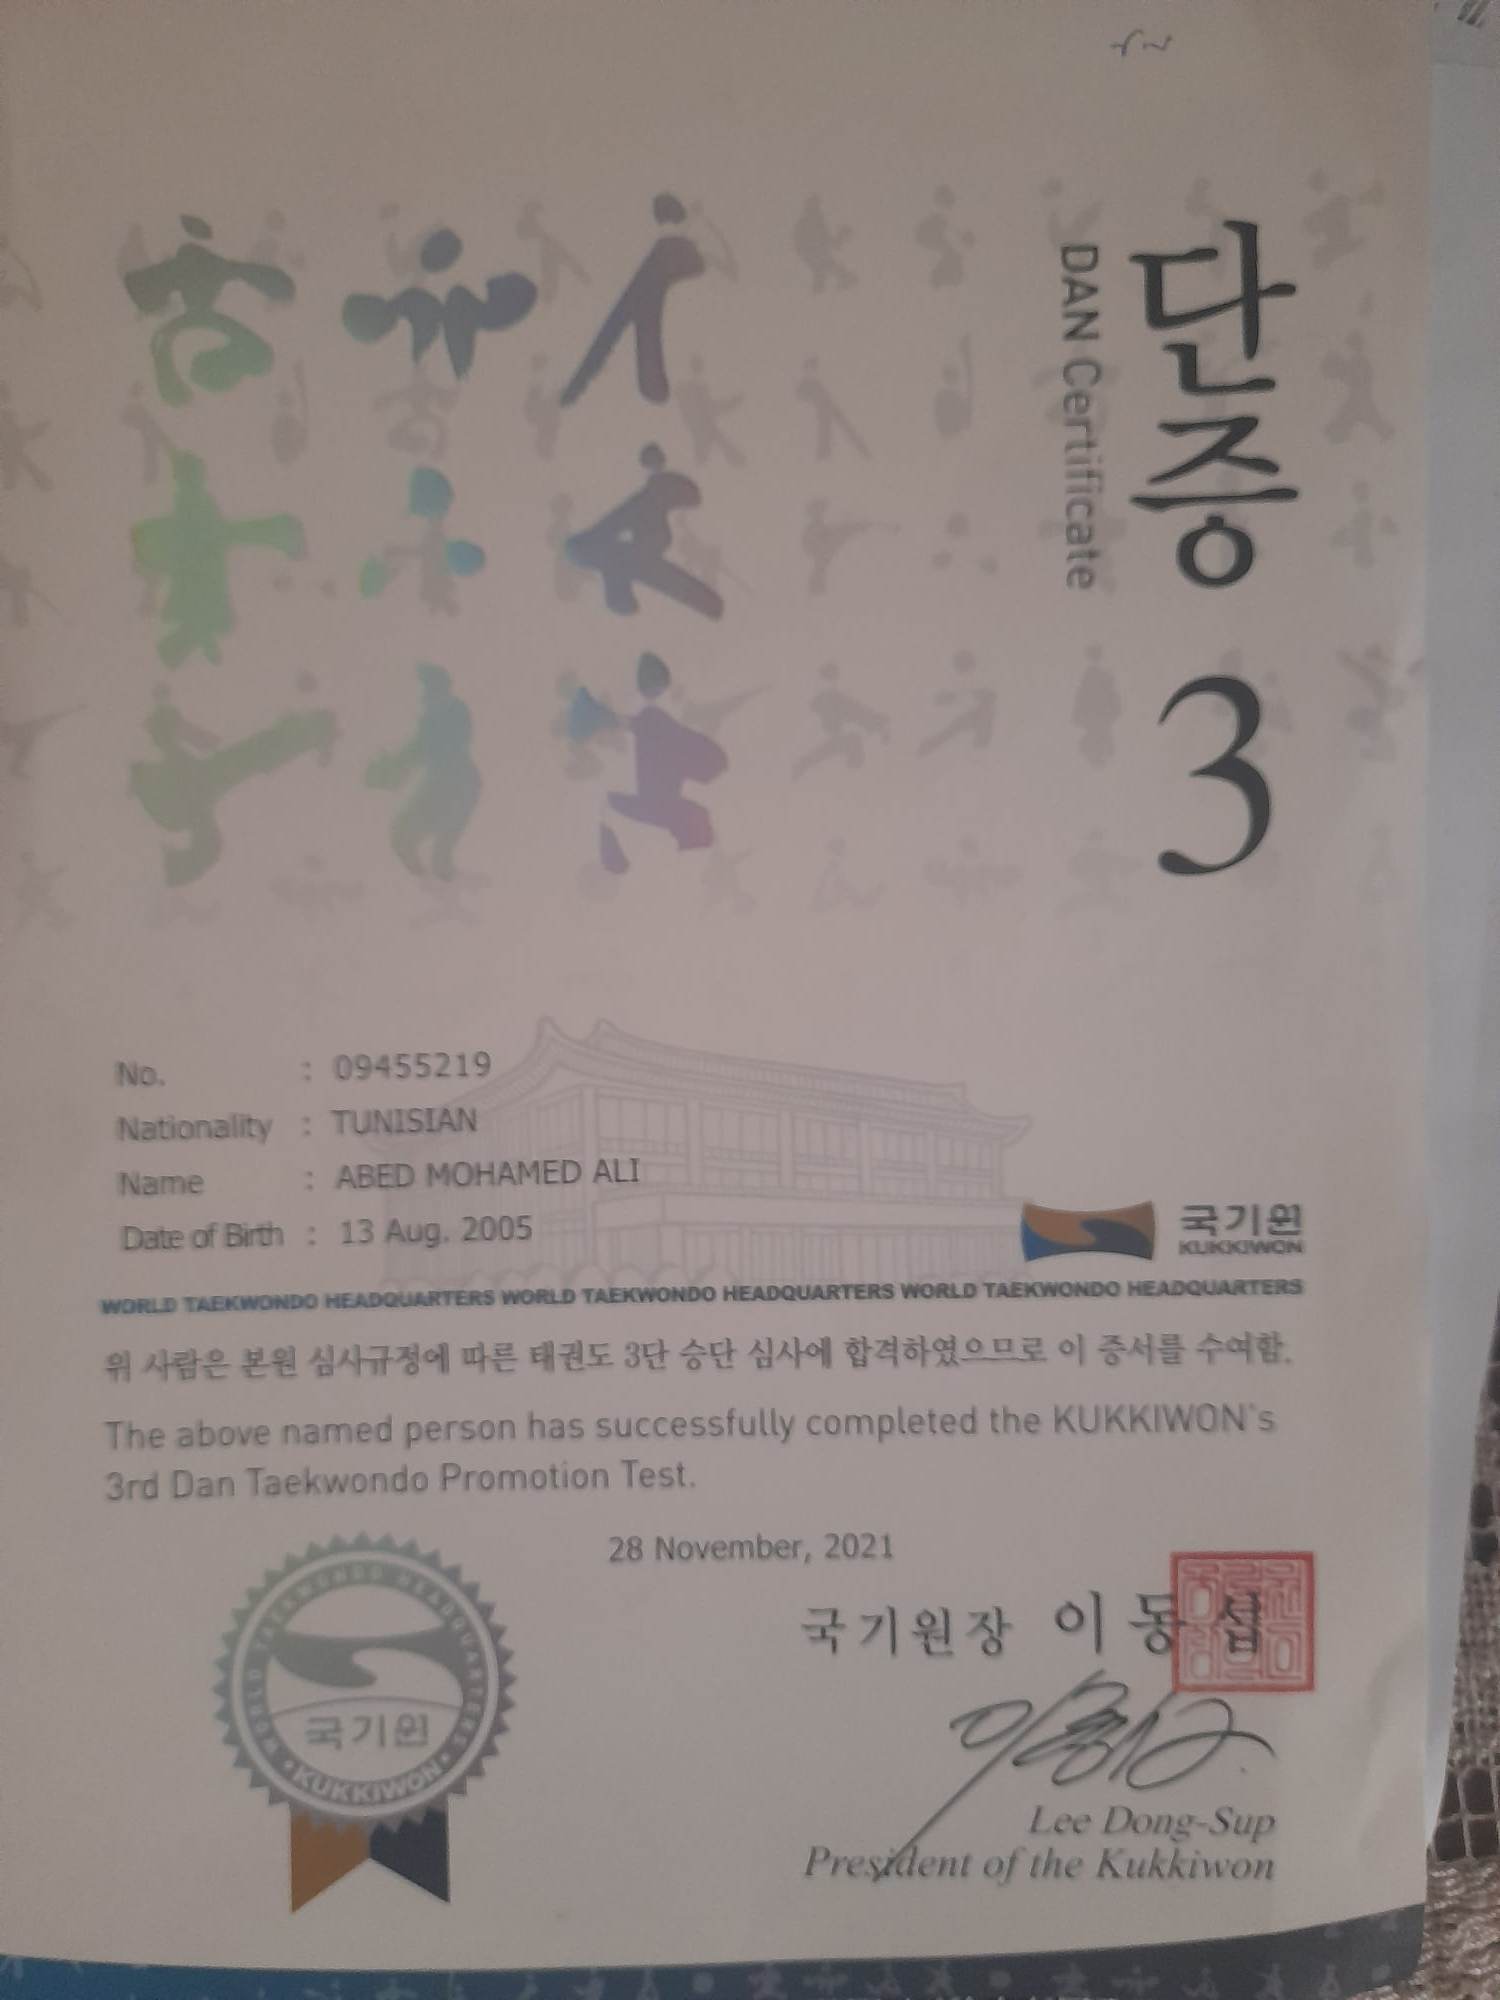 단증 3
DAN Certificate
No. : 09455219
Nationality : TUNISIAN
Name : ABED MOHAMED ALI
Date of Birth : 13 Aug. 2005
국기원
KUKKIWON
WORLD TAEKWONDO HEADQUARTERS WORLD TAEKWONDO HEADQUARTERS WORLD TAEKWONDO HEADQUARTERS
위 사람은 본원 심사규정에 따른 태권도 3단 승단 심사에 합격하였으므로 이 증서를 수여함.
The above named person has successfully completed the KUKKIWON's
3rd Dan Taekwondo Promotion Test.
28 November, 2021
국기원장 이동섭
Lee Dong-Sup
President of the Kukkiwon
WORLD TAEKWONDO HEADQUARTERS
국기원
• KUKKIWON •